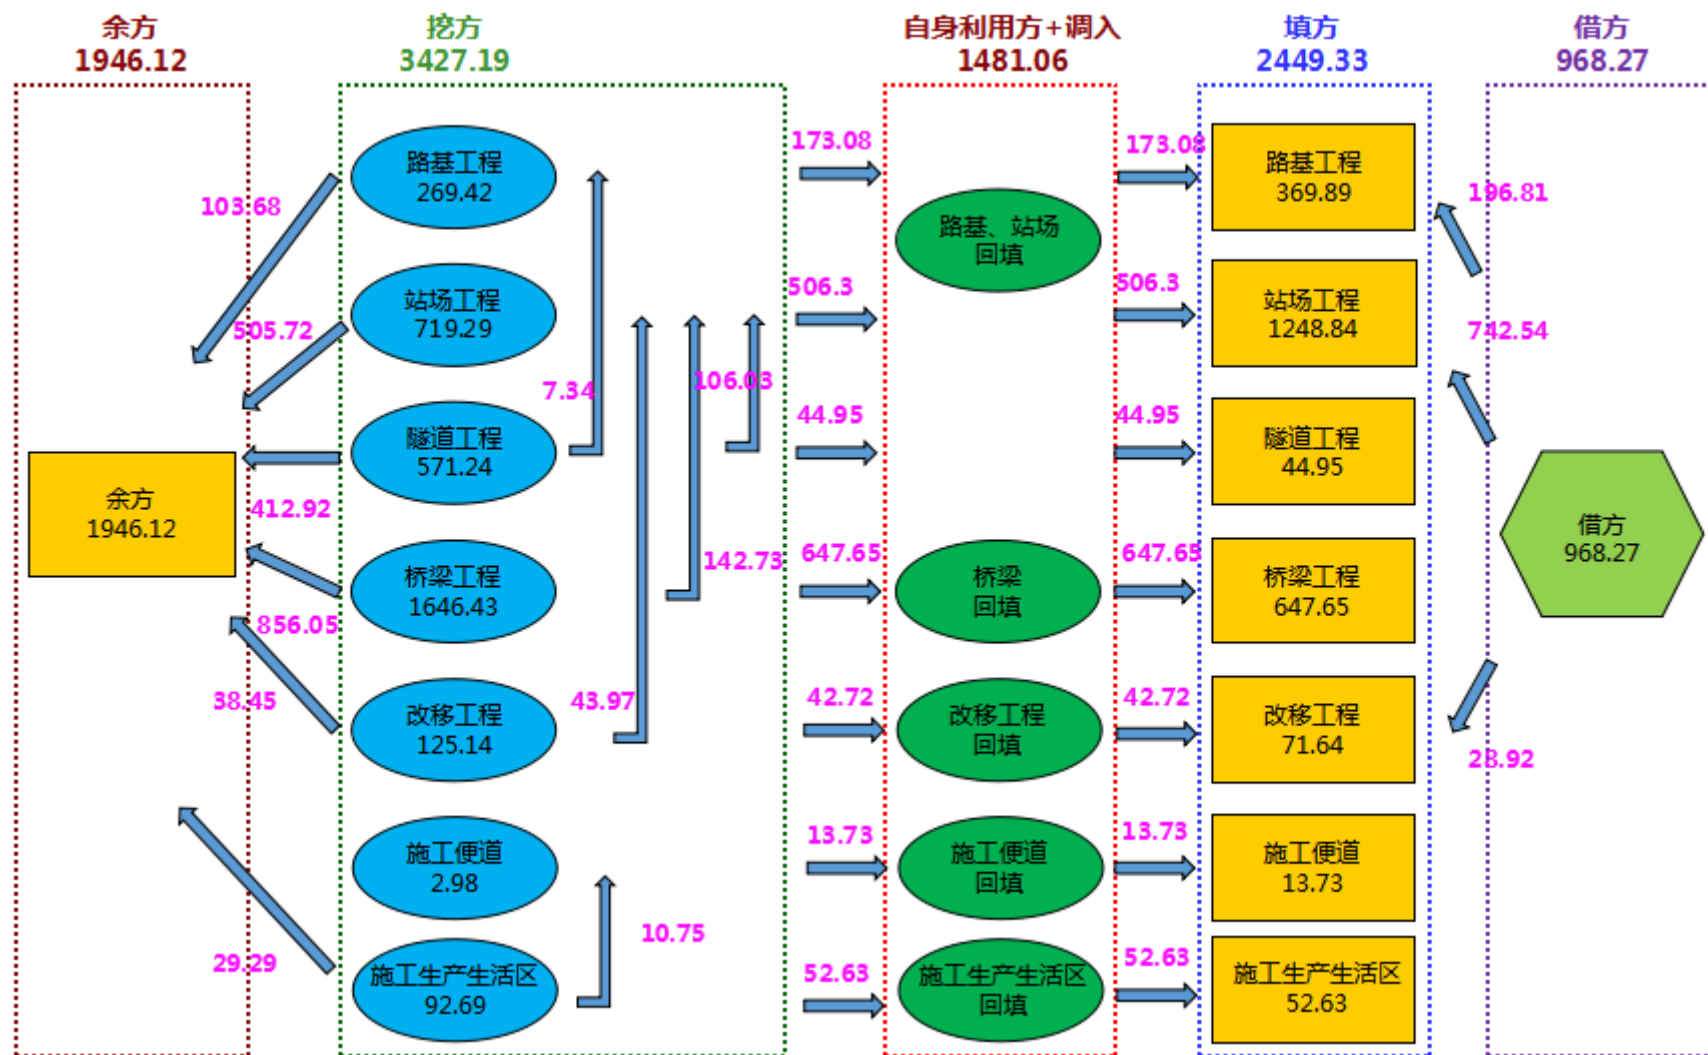 余方
1946.12
挖方
3427.19
自身利用方+调入
1481.06
填方
2449.33
借方
968.27
路基工程
269.42
站场工程
719.29
隧道工程
571.24
桥梁工程
1646.43
改移工程
125.14
施工便道
2.98
施工生产生活区
92.69
余方
1946.12
103.68
505.72
412.92
856.05
38.45
29.29
7.34
106.03
142.73
43.97
10.75
173.08
506.3
44.95
647.65
42.72
13.73
52.63
路基、站场
回填
桥梁
回填
改移工程
回填
施工便道
回填
施工生产生活区
回填
173.08
506.3
44.95
647.65
42.72
13.73
52.63
路基工程
369.89
站场工程
1248.84
隧道工程
44.95
桥梁工程
647.65
改移工程
71.64
施工便道
13.73
施工生产生活区
52.63
196.81
742.54
28.92
借方
968.27